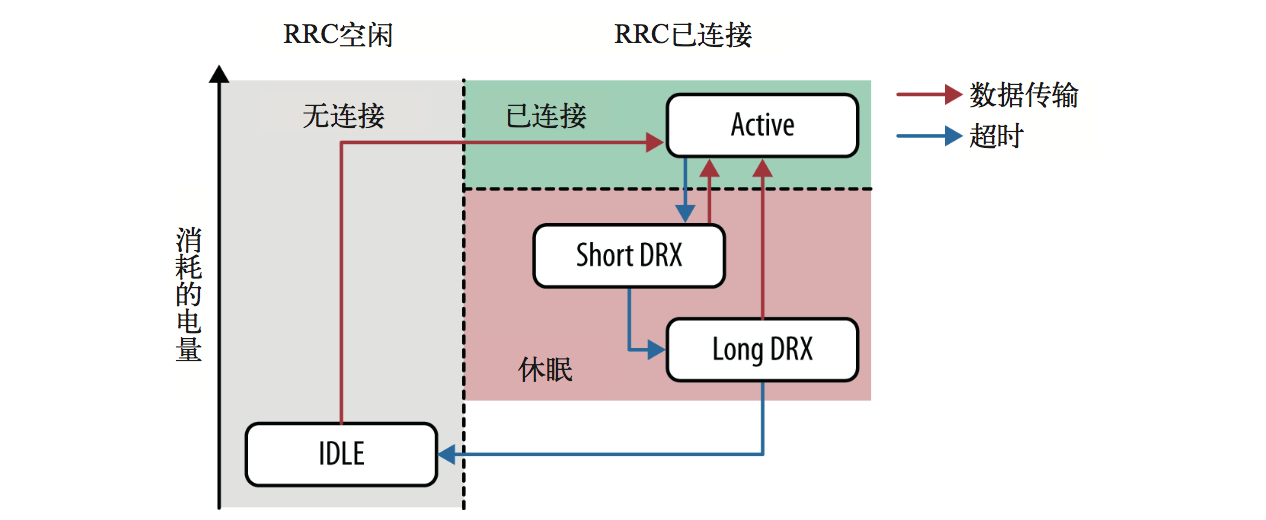 RRC空闲
RRC已连接
无连接
已连接
Active
数据传输
超时
消耗的电量
Short DRX
Long DRX
休眠
IDLE